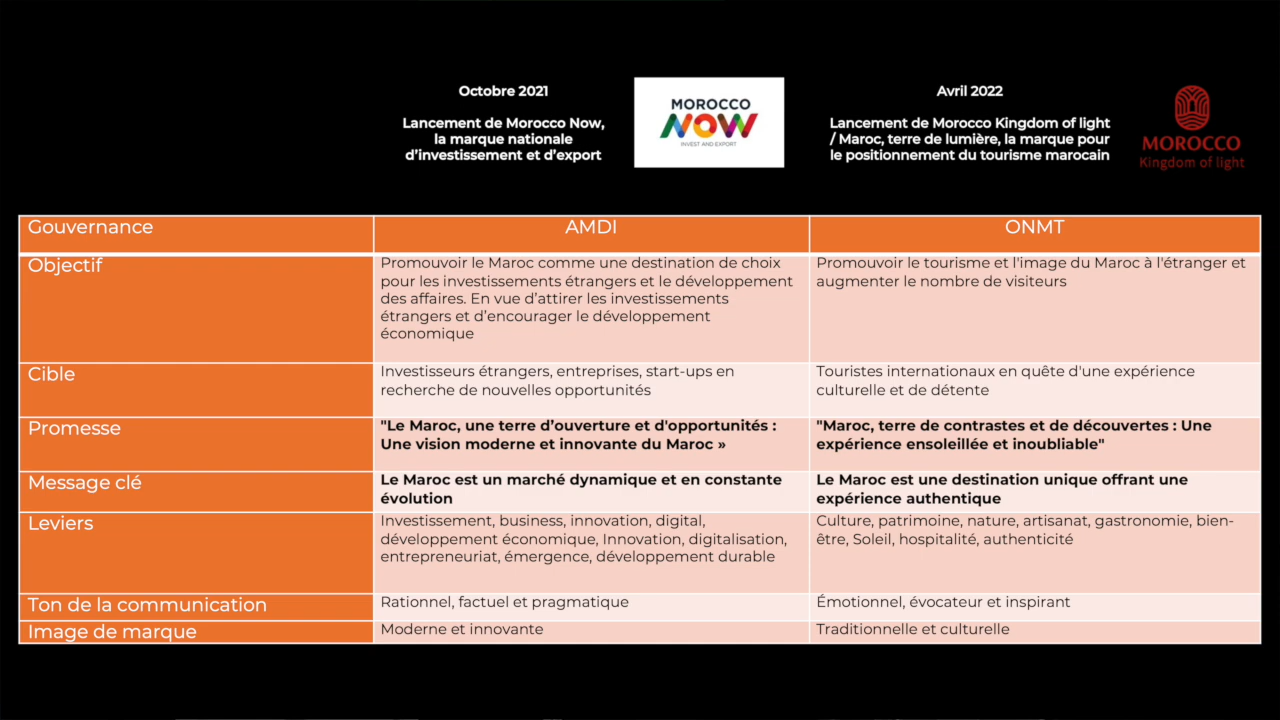 Octobre 2021
Lancement de Morocco Now,
la marque nationale
d’investissement et d’export
MOROCCO
NOW
INVEST AND EXPORT
Avril 2022
Lancement de Morocco Kingdom of light
/ Maroc, terre de lumière, la marque pour
le positionnement du tourisme marocain
MOROCCO
Kingdom of light
Gouvernance
AMDI
ONMT
Objectif
Promouvoir le Maroc comme une destination de choix
pour les investissements étrangers et le développement
des affaires. En vue d’attirer les investissements
étrangers et d’encourager le développement
économique
Promouvoir le tourisme et l'image du Maroc à l'étranger et
augmenter le nombre de visiteurs
Cible
Investisseurs étrangers, entreprises, start-ups en
recherche de nouvelles opportunités
Touristes internationaux en quête d'une expérience
culturelle et de détente
Promesse
"Le Maroc, une terre d’ouverture et d'opportunités :
Une vision moderne et innovante du Maroc »
"Maroc, terre de contrastes et de découvertes : Une
expérience ensoleillée et inoubliable"
Message clé
Le Maroc est un marché dynamique et en constante
évolution
Le Maroc est une destination unique offrant une
expérience authentique
Leviers
Investissement, business, innovation, digital,
développement économique, Innovation, digitalisation,
entrepreneuriat, émergence, développement durable
Culture, patrimoine, nature, artisanat, gastronomie, bien-
être, Soleil, hospitalité, authenticité
Ton de la communication
Rationnel, factuel et pragmatique
Émotionnel, évocateur et inspirant
Image de marque
Moderne et innovante
Traditionnelle et culturelle